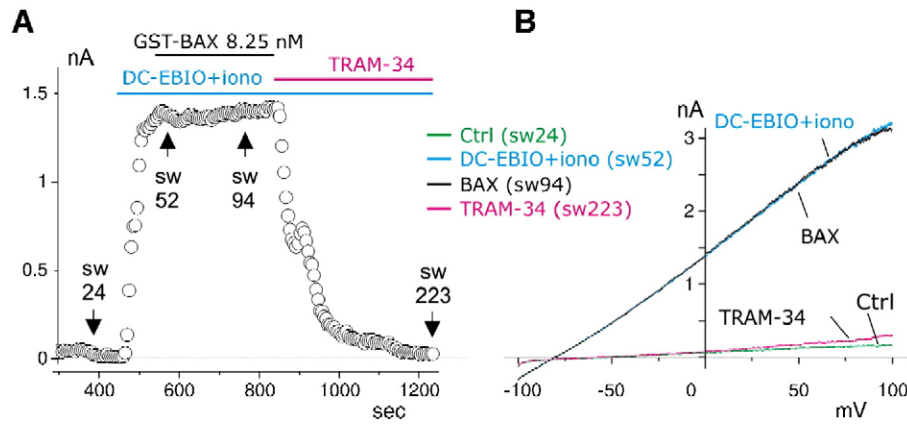 A
nA
GST-BAX 8.25 nM
TRAM-34
DC-EBIO+iono
1.5
1
0.5
0
sw
52
sw
94
sw
24
sw
223
400
600
800
1000
1200
sec
Ctrl (sw24)
DC-EBIO+iono (sw52)
BAX (sw94)
TRAM-34 (sw223)
B
nA
DC-EBIO+iono
3
2
1
BAX
TRAM-34
Ctrl
-100
-50
0
50
100
mV